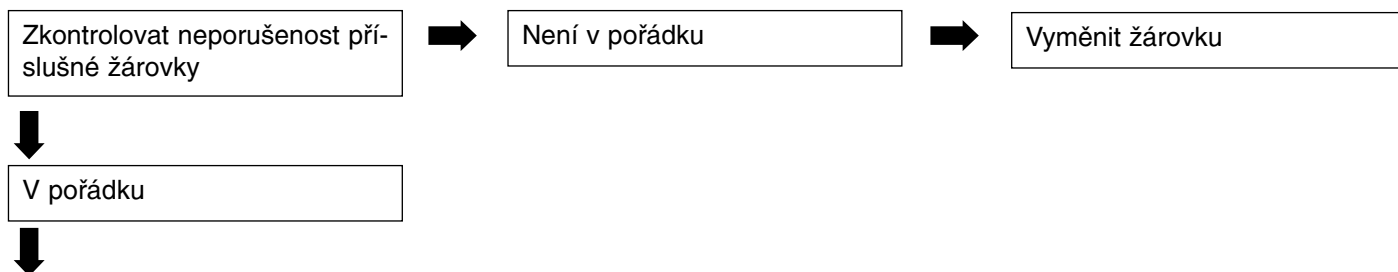 Zkontrolovat neporušenost pří-
slušné žárovky
Není v pořádku
Vyměnit žárovku
V pořádku